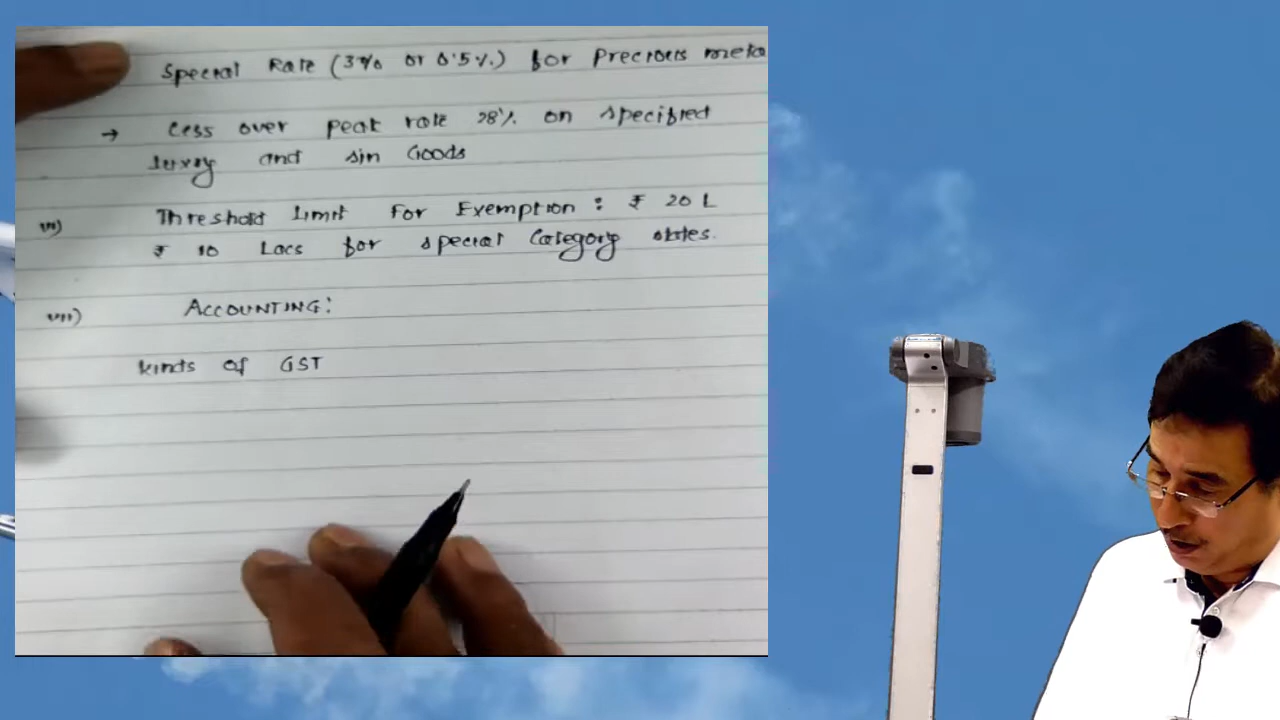 Special Rate (3% or 0.5%) for Precious meta
→ Cess over peak rate 28% on specified
luxury and sin Goods
vi) Threshold limit For Exemption : ₹ 20 L
₹ 10 Lacs for special Category states.
vii) ACCOUNTING:
kinds of GST